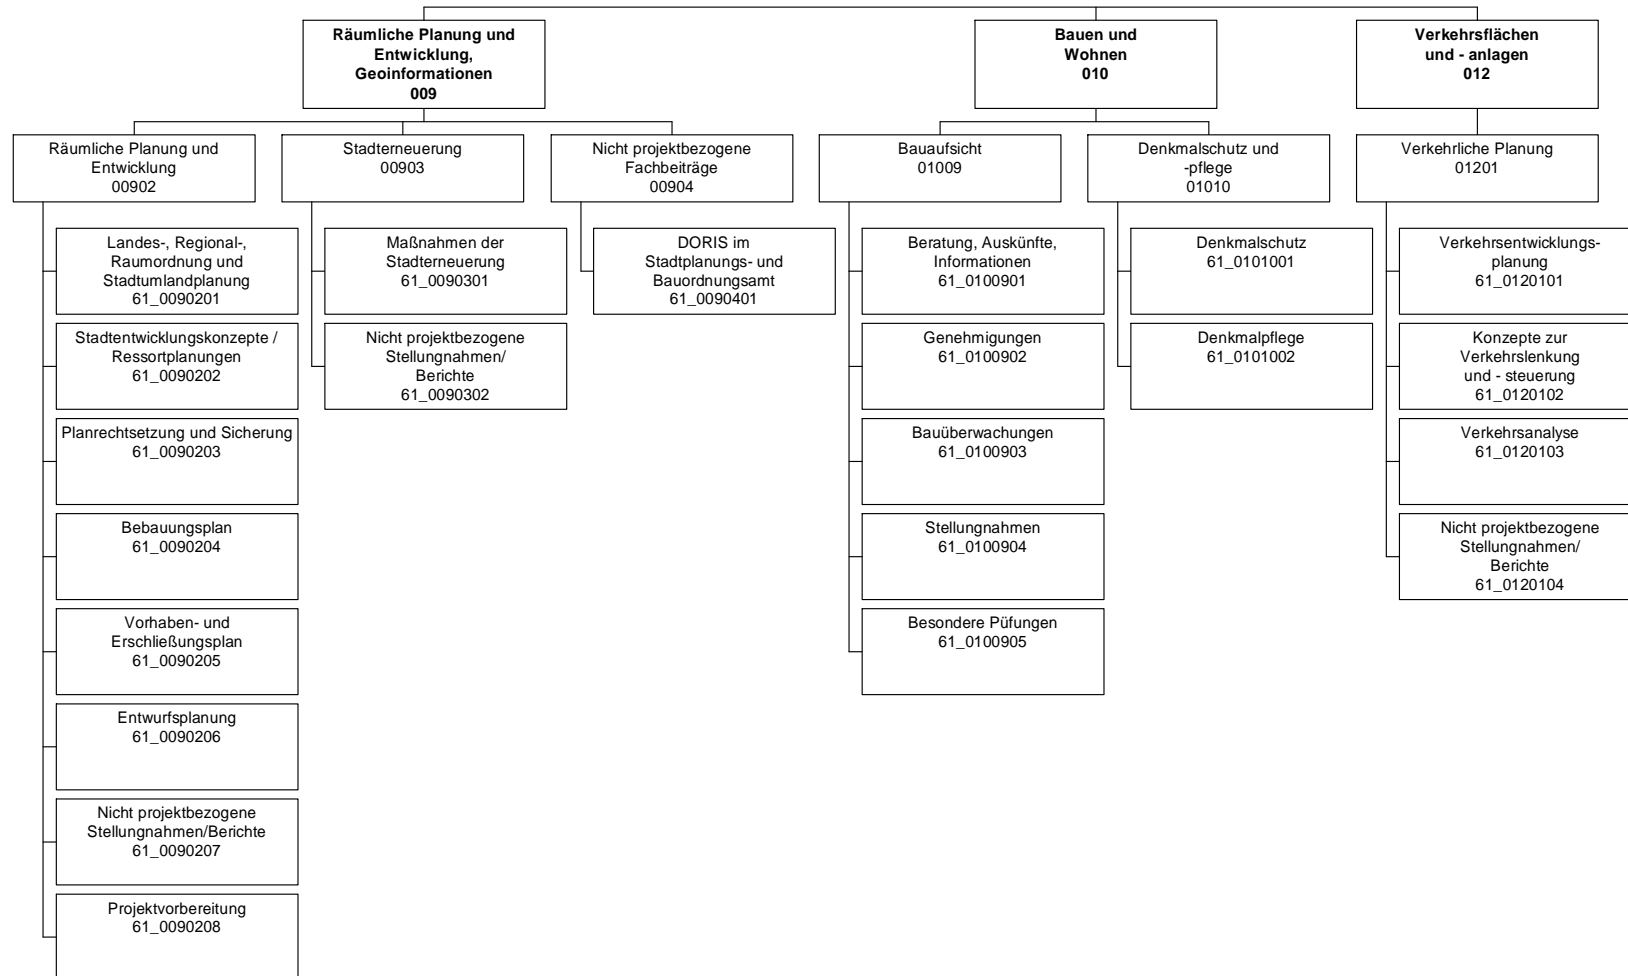 Räumliche Planung und
Entwicklung,
Geoinformationen
009
Bauen und
Wohnen
010
Verkehrsflächen
und - anlagen
012
Räumliche Planung und
Entwicklung
00902
Stadterneuerung
00903
Nicht projektbezogene
Fachbeiträge
00904
Bauaufsicht
01009
Denkmalschutz und
-pflege
01010
Verkehrliche Planung
01201
Landes-, Regional-,
Raumordnung und
Stadtumlandplanung
61_0090201
Stadtentwicklungskonzepte /
Ressortplanungen
61_0090202
Planrechtsetzung und Sicherung
61_0090203
Bebauungsplan
61_0090204
Vorhaben- und
Erschließungsplan
61_0090205
Entwurfsplanung
61_0090206
Nicht projektbezogene
Stellungnahmen/Berichte
61_0090207
Projektvorbereitung
61_0090208
Maßnahmen der
Stadterneuerung
61_0090301
Nicht projektbezogene
Stellungnahmen/
Berichte
61_0090302
DORIS im
Stadtplanungs- und
Bauordnungsamt
61_0090401
Beratung, Auskünfte,
Informationen
61_0100901
Genehmigungen
61_0100902
Bauüberwachungen
61_0100903
Stellungnahmen
61_0100904
Besondere Püfungen
61_0100905
Denkmalschutz
61_0101001
Denkmalpflege
61_0101002
Verkehrsentwicklungs-
planung
61_0120101
Konzepte zur
Verkehrslenkung
und - steuerung
61_0120102
Verkehrsanalyse
61_0120103
Nicht projektbezogene
Stellungnahmen/
Berichte
61_0120104